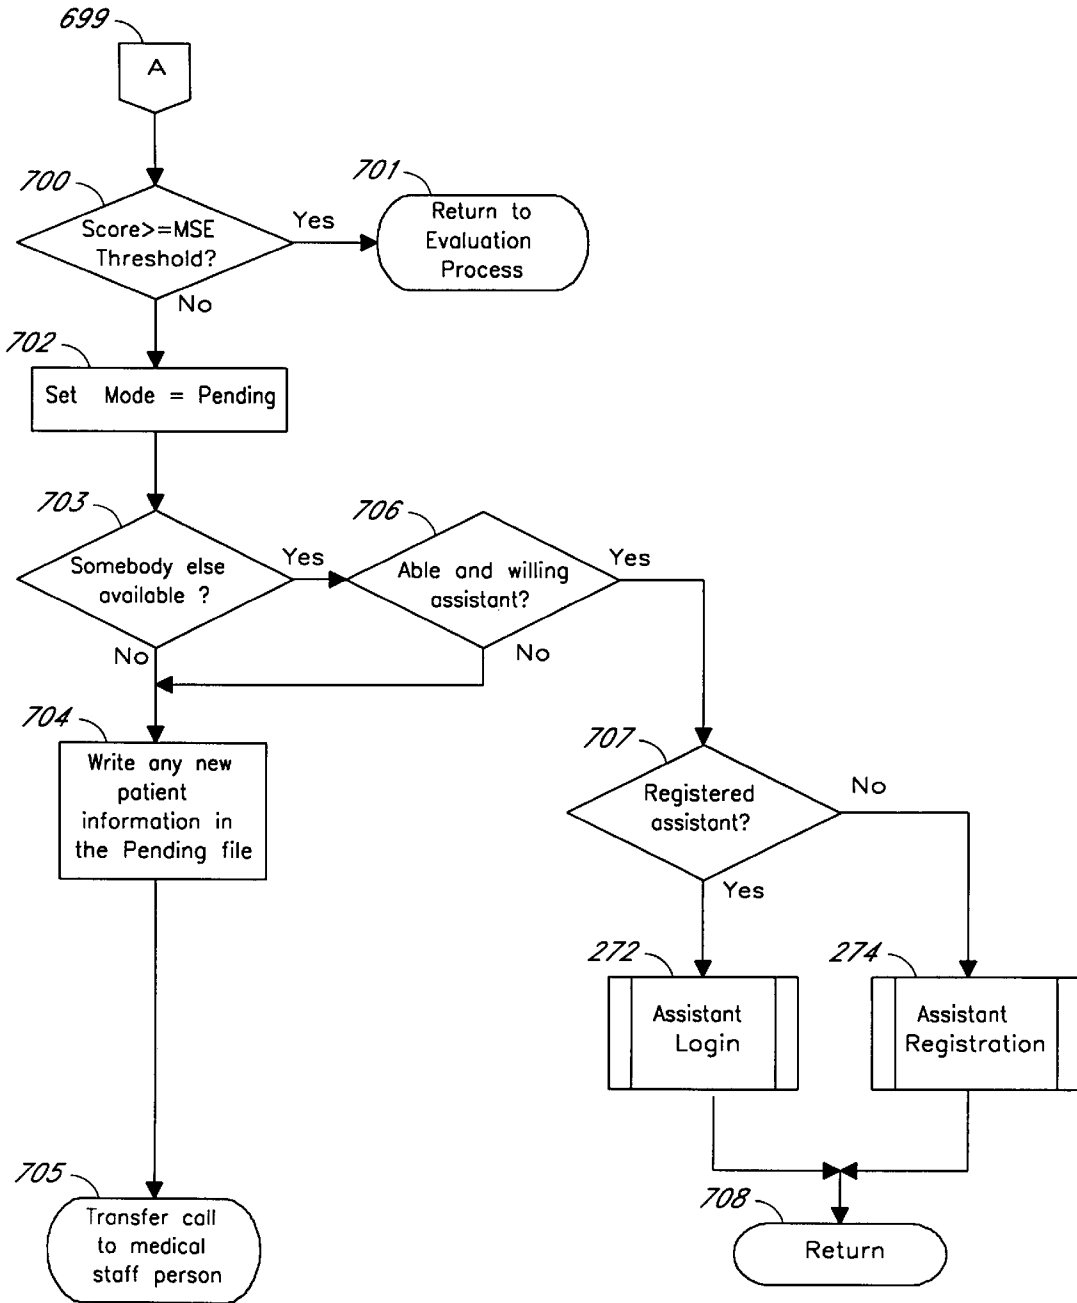 699
A
700
Score>=MSE
Threshold?
Yes
701
Return to
Evaluation
Process
No
702
Set Mode = Pending
703
Somebody else
available ?
Yes
706
Able and willing
assistant?
Yes
No
No
704
Write any new
patient
information in
the Pending file
707
Registered
assistant?
No
Yes
272
Assistant
Login
274
Assistant
Registration
705
Transfer call
to medical
staff person
708
Return